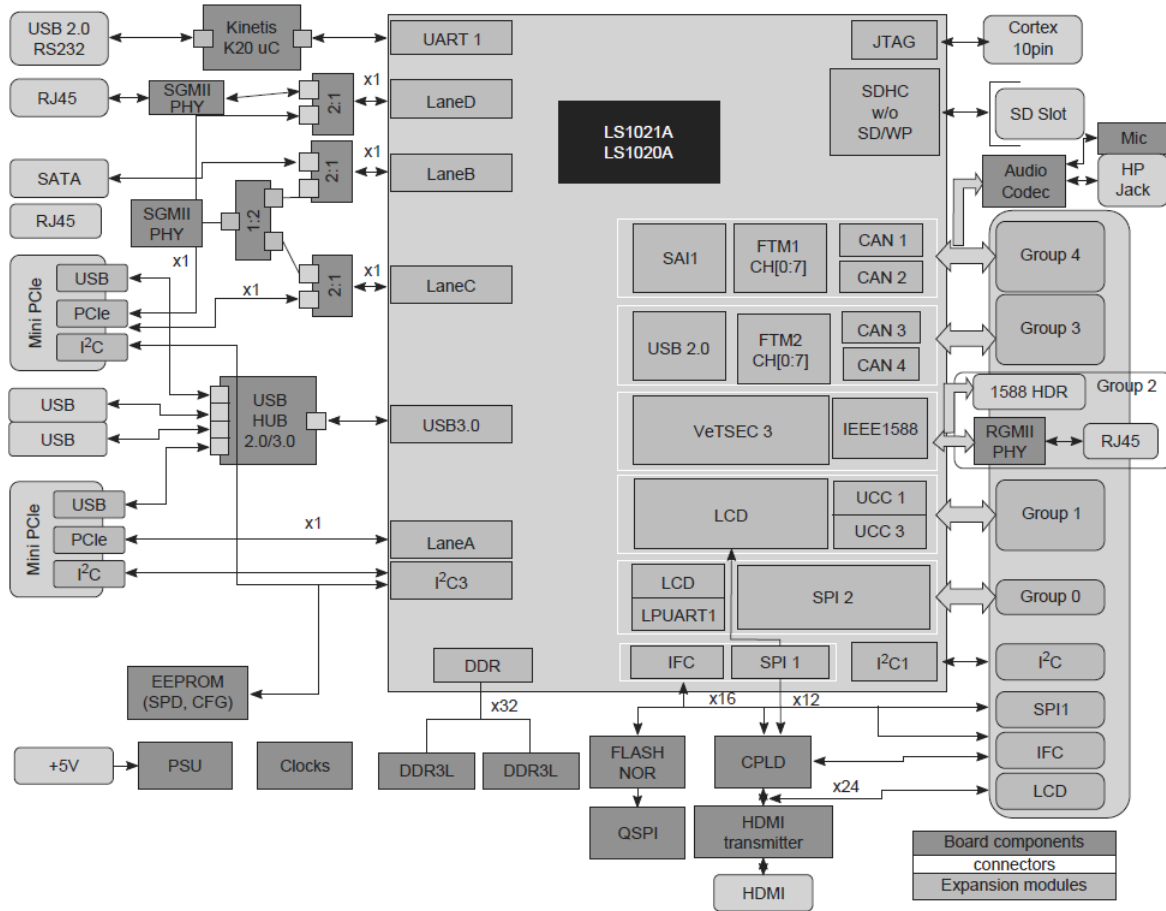 USB 2.0
RS232
Kinetis
K20 uC
UART 1
JTAG
Cortex
10pin
x1
RJ45
SGMII
PHY
2:1
LaneD
SDHC
w/o
SD/WP
SD Slot
LS1021A
LS1020A
Mic
x1
SATA
2:1
LaneB
Audio
Codec
HP
Jack
RJ45
SGMII
PHY
1:2
x1
SAI1
FTM1
CH[0:7]
CAN 1
CAN 2
Group 4
Mini PCIe
USB
PCIe
I²C
x1
2:1
x1
LaneC
USB 2.0
FTM2
CH[0:7]
CAN 3
CAN 4
Group 3
USB
USB
USB
HUB
2.0/3.0
USB3.0
VeTSEC 3
IEEE1588
1588 HDR
Group 2
RGMII
PHY
RJ45
Mini PCIe
USB
PCIe
I²C
x1
LaneA
I²C3
LCD
UCC 1
UCC 3
Group 1
LCD
LPUART1
SPI 2
Group 0
DDR
IFC
SPI 1
I²C1
I²C
EEPROM
(SPD, CFG)
x32
x16
x12
SPI1
+5V
PSU
Clocks
DDR3L
DDR3L
FLASH
NOR
CPLD
IFC
x24
LCD
QSPI
HDMI
transmitter
HDMI
Board components
connectors
Expansion modules